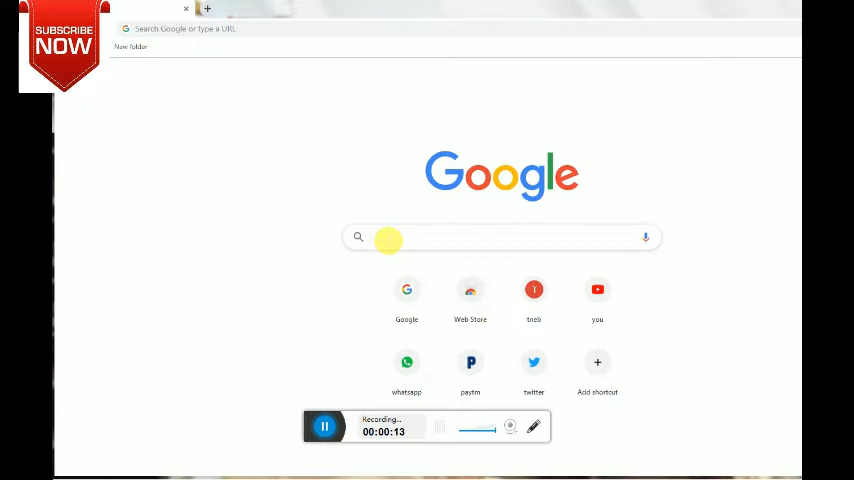 SUBSCRIBE
NOW
Search Google or type a URL
New folder
Google
Google
Web Store
T
tneb
you
whatsapp
P
paytm
twitter
Add shortcut
Recording...
00:00:13